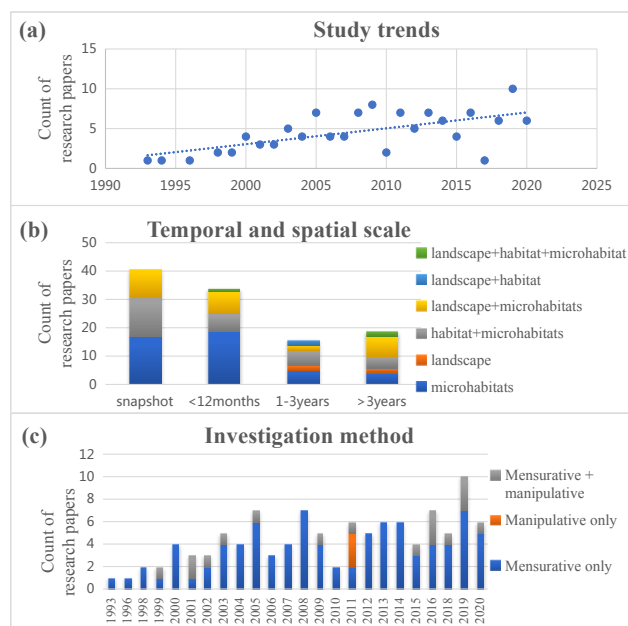 (a) Study trends
Count of
research papers
15
10
5
0
1990 1995 2000 2005 2010 2015 2020 2025
(b) Temporal and spatial scale
Count of
research papers
50
40
30
20
10
0
snapshot <12months 1-3years >3years
landscape+habitat+microhabitat
landscape+habitat
landscape+microhabitats
habitat+microhabitats
landscape
microhabitats
(c) Investigation method
Count of
research papers
12
10
8
6
4
2
0
1993 1996 1998 1999 2000 2001 2002 2003 2004 2005 2006 2007 2008 2009 2010 2011 2012 2013 2014 2015 2016 2018 2019 2020
Mensurative +
manipulative
Manipulative only
Mensurative only